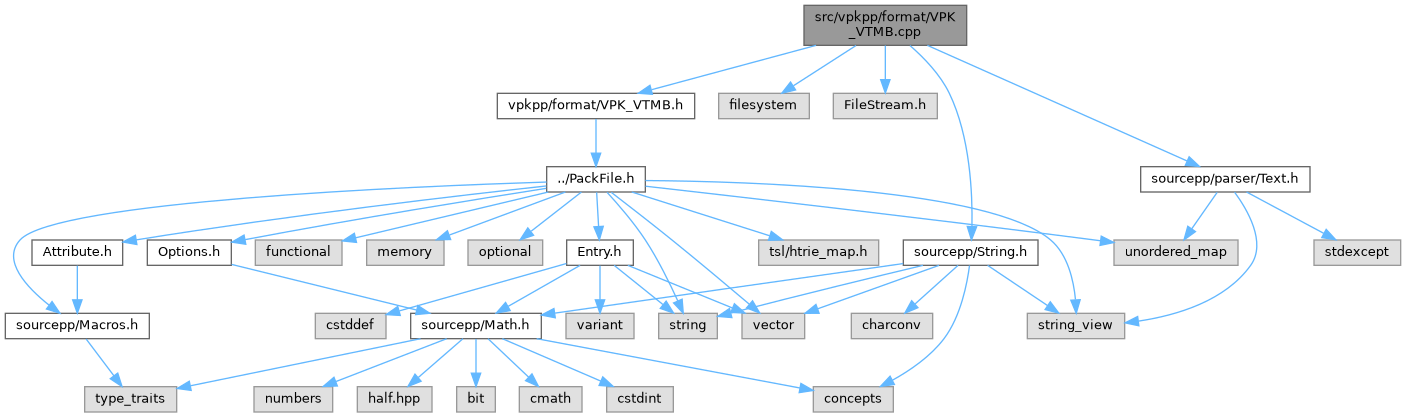 src/vpkpp/format/VPK
_VTMB.cpp
vpkpp/format/VPK_VTMB.h
filesystem
FileStream.h
../PackFile.h
sourcepp/parser/Text.h
Attribute.h
Options.h
functional
memory
optional
Entry.h
tsl/htrie_map.h
sourcepp/String.h
unordered_map
stdexcept
sourcepp/Macros.h
cstddef
sourcepp/Math.h
variant
string
vector
charconv
string_view
type_traits
numbers
half.hpp
bit
cmath
cstdint
concepts